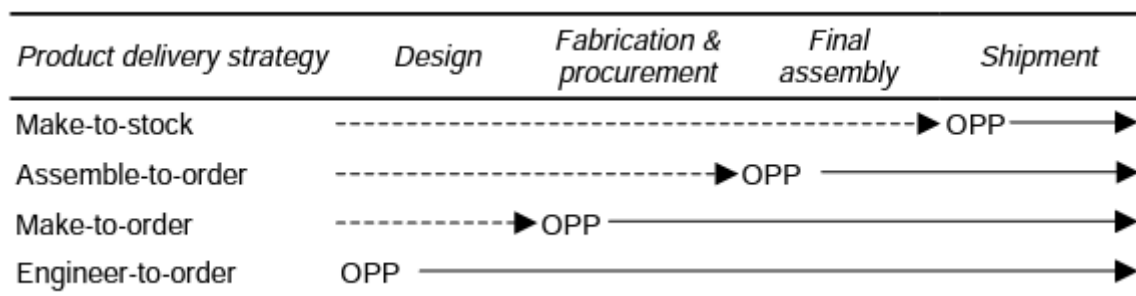 Product delivery strategy Design Fabrication & procurement Final assembly Shipment
Make-to-stock OPP
Assemble-to-order OPP
Make-to-order OPP
Engineer-to-order OPP